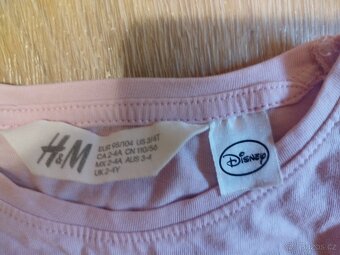 H&M
EUR 98/104 US 3/4T
CA 2-4A CN 110/56
MX 2-4A AUS 3-4
UK 2-4Y
Disney